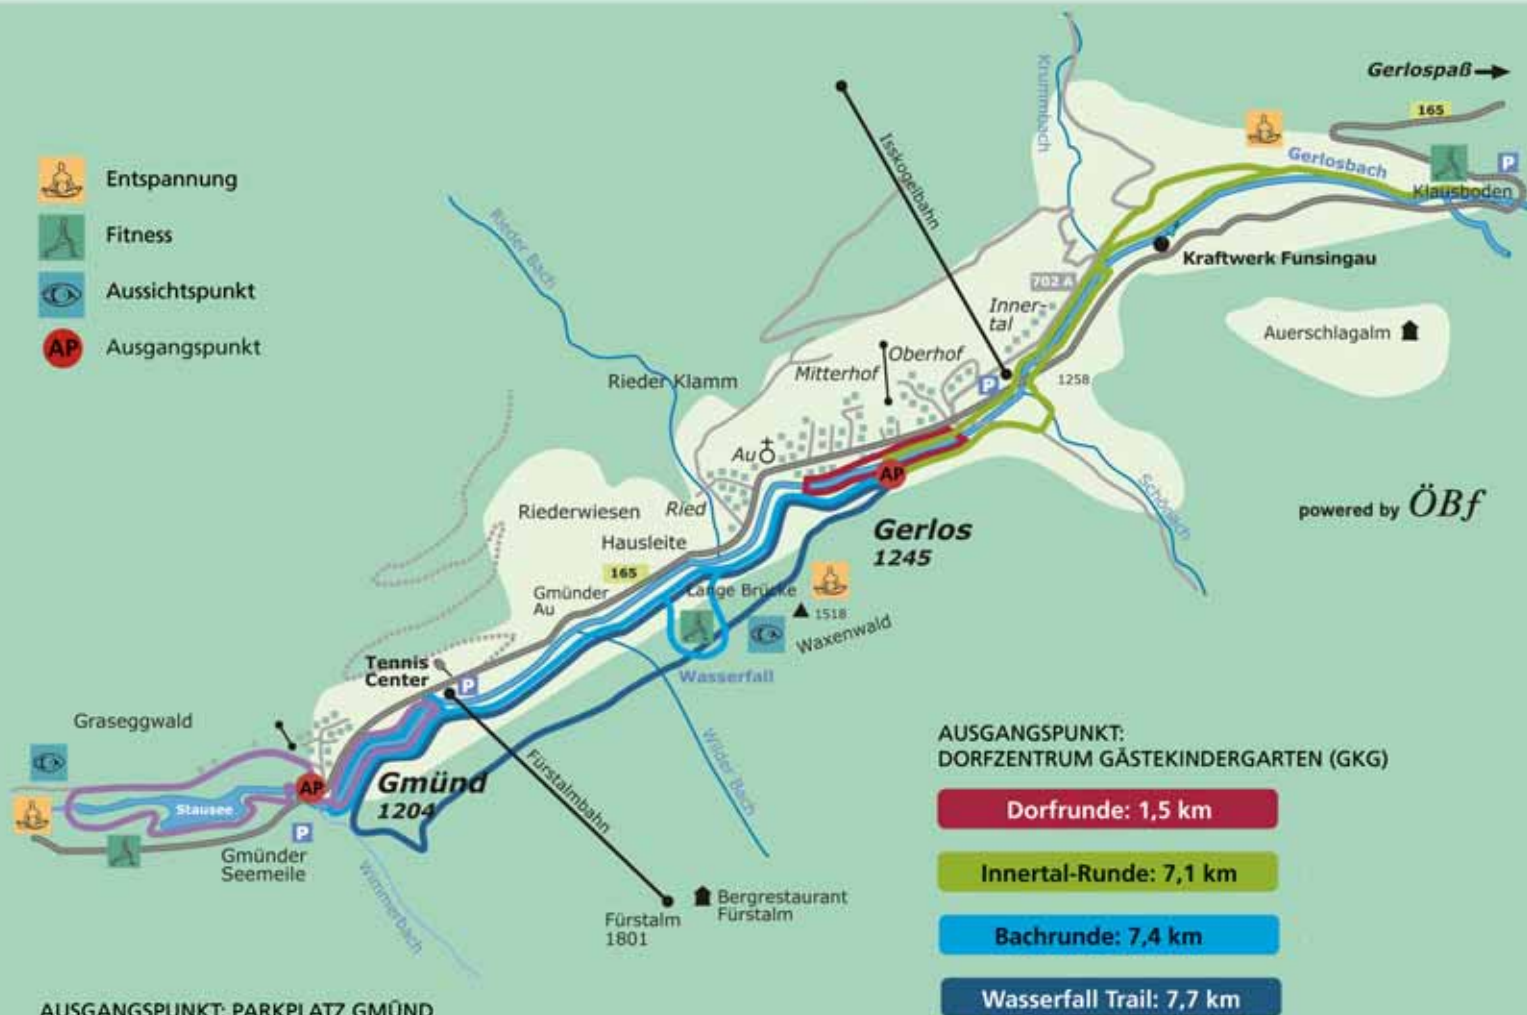 Gerlospaß
165
Krummbach
Isskogelbahn
Gerlosbach
P
Klausboden
Entspannung
Fitness
Aussichtspunkt
AP Ausgangspunkt
Rieder Bach
Kraftwerk Funsingau
702 A
Inner-
tal
Auerschlagalm
Oberhof
Mitterhof
P
1258
Rieder Klamm
Au
AP
Schönach
powered by ÖBf
Riederwiesen
Ried
Gerlos
1245
Hausleite
165
Gmünder
Au
Lange Brücke
1518
Waxenwald
Tennis
Center
P
Wasserfall
Graseggwald
Wilder Bach
Fürstalmbahn
AP
Gmünd
1204
Stausee
P
Gmünder
Seemeile
Wimmerbach
Bergrestaurant
Fürstalm
Fürstalm
1801
AUSGANGSPUNKT:
DORFZENTRUM GÄSTEKINDERGARTEN (GKG)
Dorfrunde: 1,5 km
Innertal-Runde: 7,1 km
Bachrunde: 7,4 km
Wasserfall Trail: 7,7 km
AUSGANGSPUNKT: PARKPLATZ GMÜND